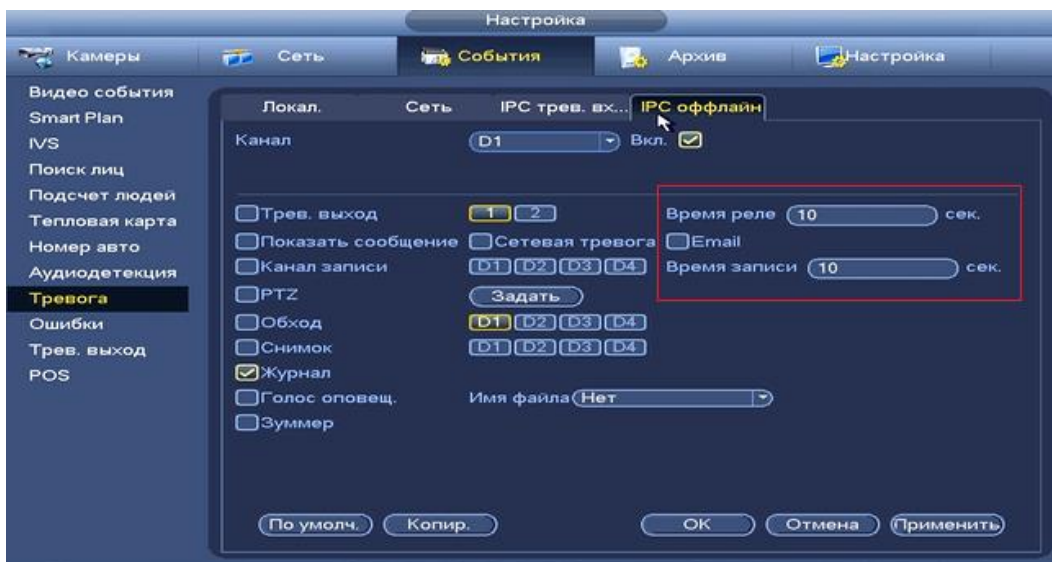 Настройка
Камеры Сеть События Архив Настройка
Видео события
Smart Plan
IVS
Поиск лиц
Подсчет людей
Тепловая карта
Номер авто
Аудиодетекция
Тревога
Ошибки
Трев. выход
POS
Локал. Сеть IPC трев. вх... IPC оффлайн
Канал D1 Вкл.
Трев. выход 1 2 Время реле 10 сек.
Показать сообщение Сетевая тревога Email
Канал записи D1 D2 D3 D4 Время записи 10 сек.
PTZ Задать
Обход D1 D2 D3 D4
Снимок D1 D2 D3 D4
Журнал
Голос оповещ. Имя файла Нет
Зуммер
По умолч. Копир. OK Отмена Применить